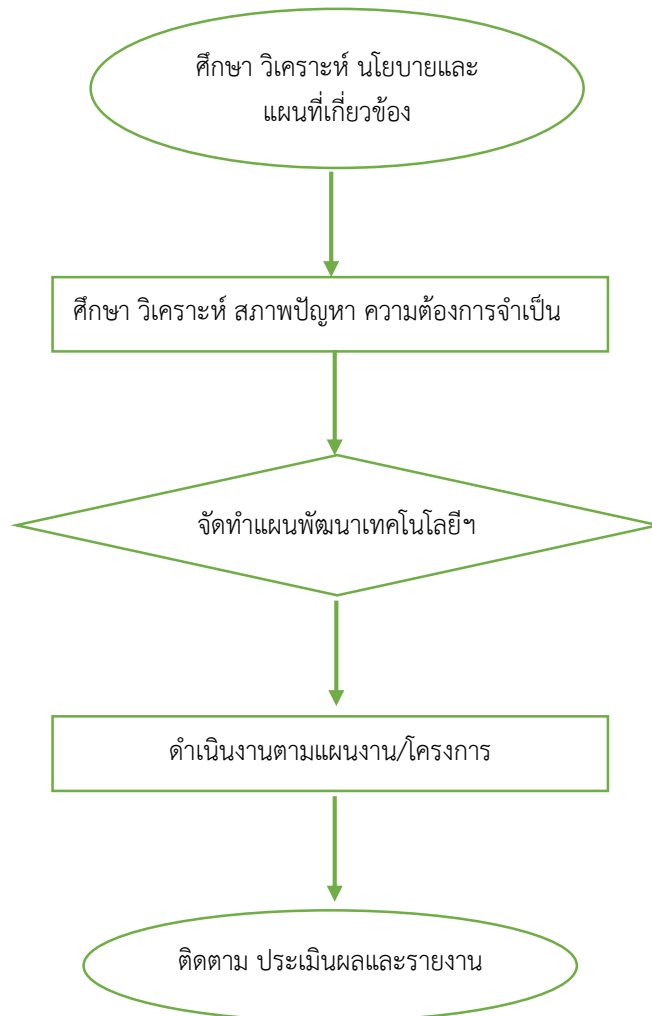 ศึกษา วิเคราะห์ นโยบายและ
แผนที่เกี่ยวข้อง
ศึกษา วิเคราะห์ สภาพปัญหา ความต้องการจำเป็น
จัดทำแผนพัฒนาเทคโนโลยีฯ
ดำเนินงานตามแผนงาน/โครงการ
ติดตาม ประเมินผลและรายงาน